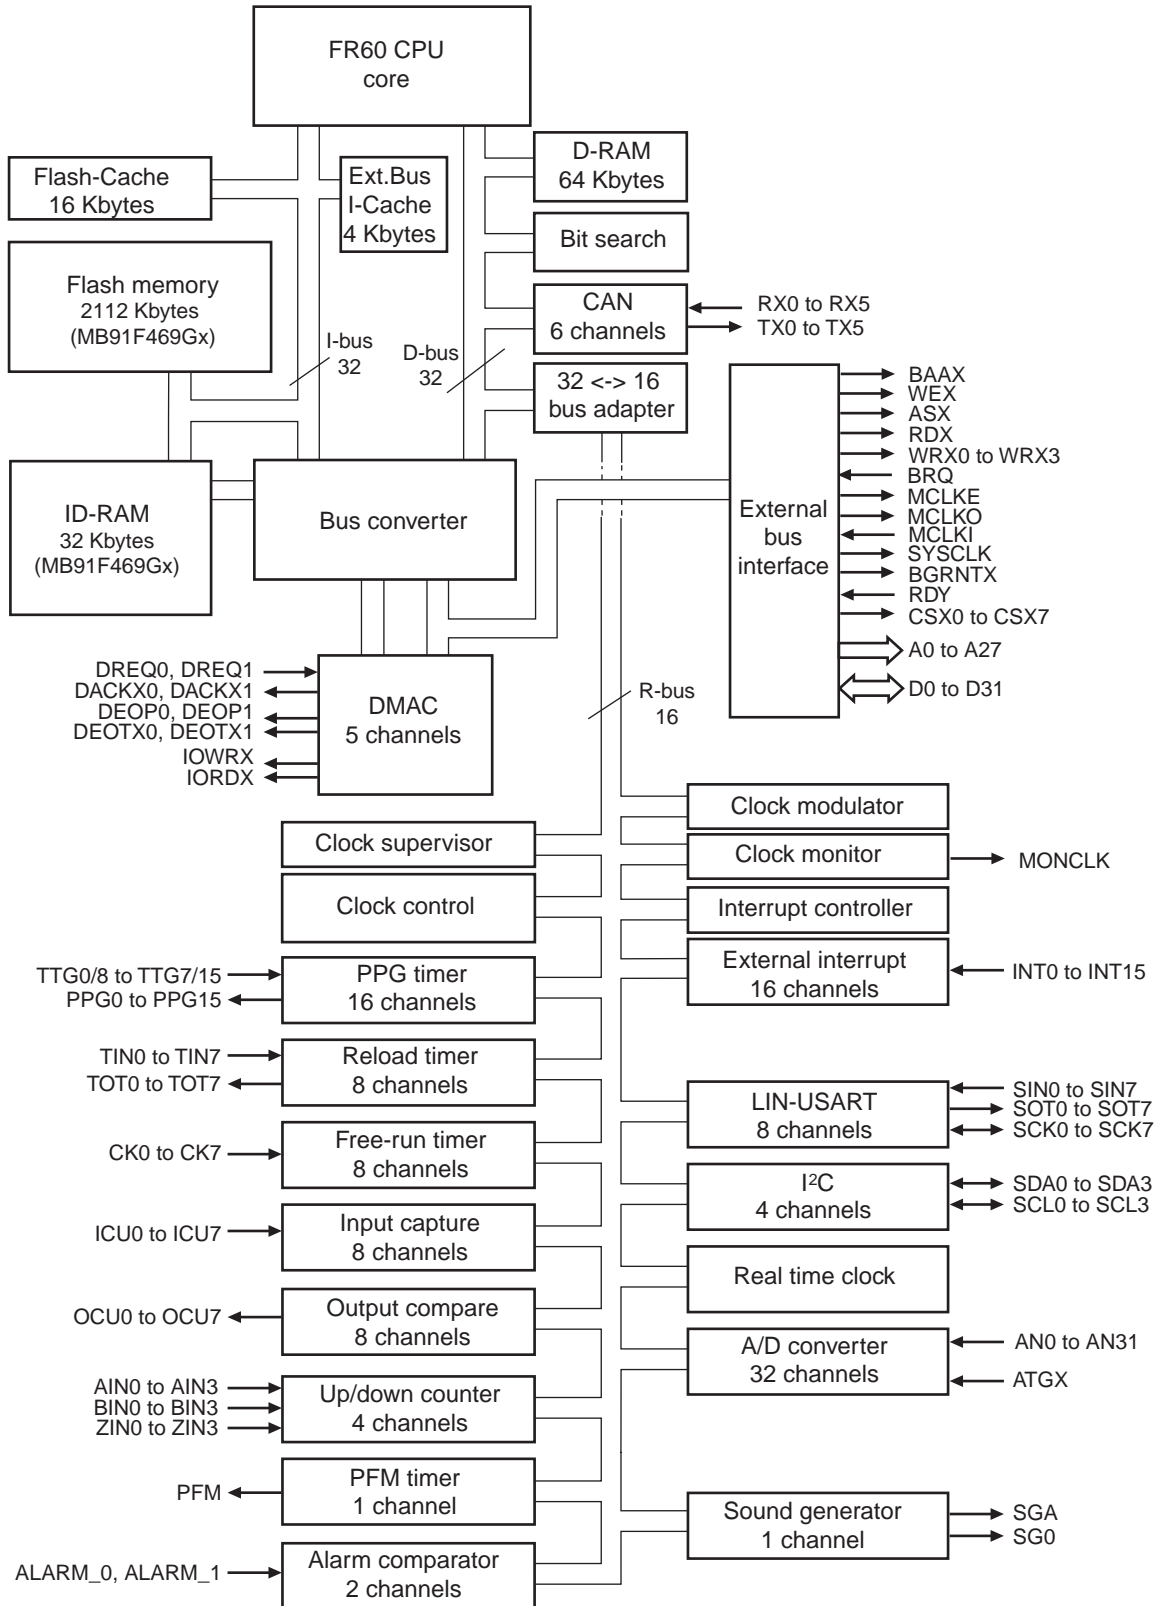 FR60 CPU
core
Flash-Cache
16 Kbytes
Ext.Bus
I-Cache
4 Kbytes
D-RAM
64 Kbytes
Bit search
Flash memory
2112 Kbytes
(MB91F469Gx)
CAN
6 channels
RX0 to RX5
TX0 to TX5
I-bus
32
D-bus
32
32 <-> 16
bus adapter
ID-RAM
32 Kbytes
(MB91F469Gx)
Bus converter
External
bus
interface
BAAX
WEX
ASX
RDX
WRX0 to WRX3
BRQ
MCLKE
MCLKO
MCLKI
SYSCLK
BGRNTX
RDY
CSX0 to CSX7
A0 to A27
D0 to D31
DREQ0, DREQ1
DACKX0, DACKX1
DEOP0, DEOP1
DEOTX0, DEOTX1
IOWRX
IORDX
DMAC
5 channels
R-bus
16
Clock modulator
Clock supervisor
Clock monitor
MONCLK
Clock control
Interrupt controller
TTG0/8 to TTG7/15
PPG0 to PPG15
PPG timer
16 channels
External interrupt
16 channels
INT0 to INT15
TIN0 to TIN7
TOT0 to TOT7
Reload timer
8 channels
LIN-USART
8 channels
SIN0 to SIN7
SOT0 to SOT7
SCK0 to SCK7
CK0 to CK7
Free-run timer
8 channels
I²C
4 channels
SDA0 to SDA3
SCL0 to SCL3
ICU0 to ICU7
Input capture
8 channels
Real time clock
OCU0 to OCU7
Output compare
8 channels
A/D converter
32 channels
AN0 to AN31
ATGX
AIN0 to AIN3
BIN0 to BIN3
ZIN0 to ZIN3
Up/down counter
4 channels
PFM
PFM timer
1 channel
Sound generator
1 channel
SGA
SG0
ALARM_0, ALARM_1
Alarm comparator
2 channels